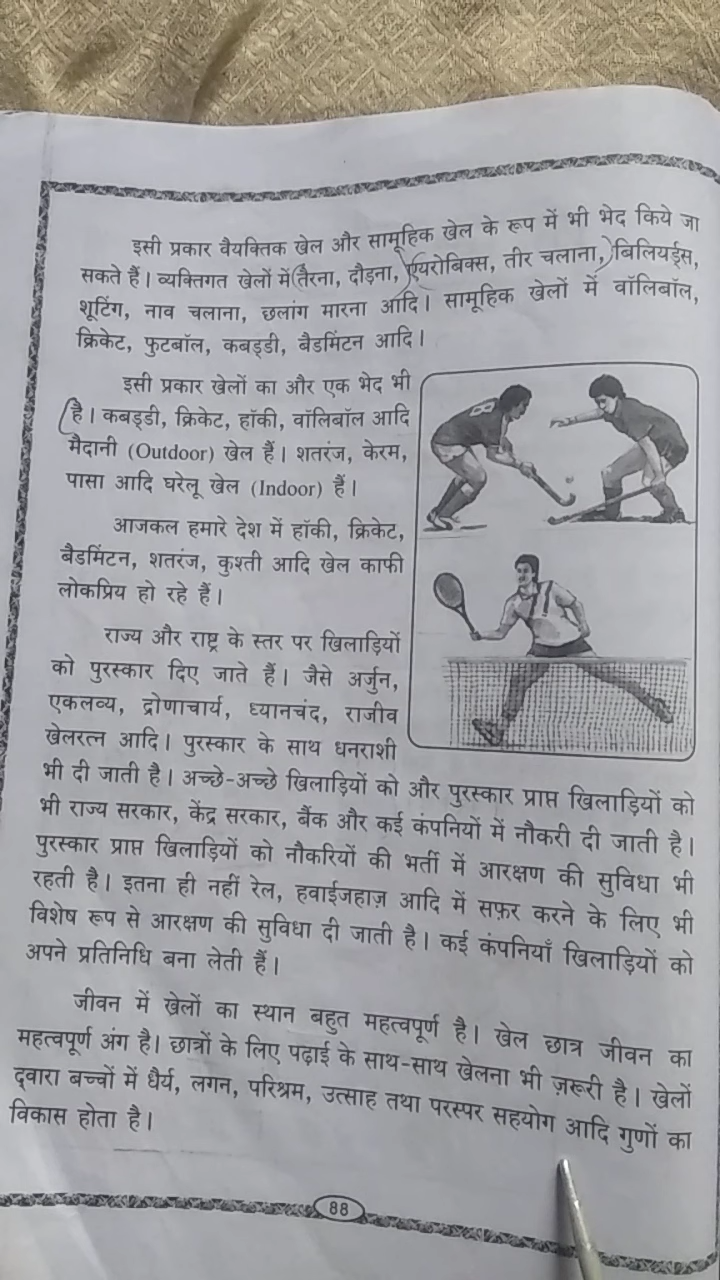 इसी प्रकार वैयक्तिक खेल और सामूहिक खेल के रूप में भी भेद किये जा
सकते हैं। व्यक्तिगत खेलों में तैरना, दौड़ना, एयरोबिक्स, तीर चलाना, बिलियर्ड्स,
शूटिंग, नाव चलाना, छलांग मारना आदि। सामूहिक खेलों में वॉलिबॉल,
क्रिकेट, फुटबॉल, कबड्डी, बैडमिंटन आदि।
इसी प्रकार खेलों का और एक भेद भी
है। कबड्डी, क्रिकेट, हॉकी, वॉलिबॉल आदि
मैदानी (Outdoor) खेल हैं। शतरंज, केरम,
पासा आदि घरेलू खेल (Indoor) हैं।
आजकल हमारे देश में हॉकी, क्रिकेट,
बैडमिंटन, शतरंज, कुश्ती आदि खेल काफी
लोकप्रिय हो रहे हैं।
राज्य और राष्ट्र के स्तर पर खिलाड़ियों
को पुरस्कार दिए जाते हैं। जैसे अर्जुन,
एकलव्य, द्रोणाचार्य, ध्यानचंद, राजीव
खेलरत्न आदि। पुरस्कार के साथ धनराशी
भी दी जाती है। अच्छे-अच्छे खिलाड़ियों को और पुरस्कार प्राप्त खिलाड़ियों को
भी राज्य सरकार, केंद्र सरकार, बैंक और कई कंपनियों में नौकरी दी जाती है।
पुरस्कार प्राप्त खिलाड़ियों को नौकरियों की भर्ती में आरक्षण की सुविधा भी
रहती है। इतना ही नहीं रेल, हवाईजहाज़ आदि में सफ़र करने के लिए भी
विशेष रूप से आरक्षण की सुविधा दी जाती है। कई कंपनियाँ खिलाड़ियों को
अपने प्रतिनिधि बना लेती हैं।
जीवन में खेलों का स्थान बहुत महत्वपूर्ण है। खेल छात्र जीवन का
महत्वपूर्ण अंग है। छात्रों के लिए पढ़ाई के साथ-साथ खेलना भी ज़रूरी है। खेलों
द्वारा बच्चों में धैर्य, लगन, परिश्रम, उत्साह तथा परस्पर सहयोग आदि गुणों का
विकास होता है।
88